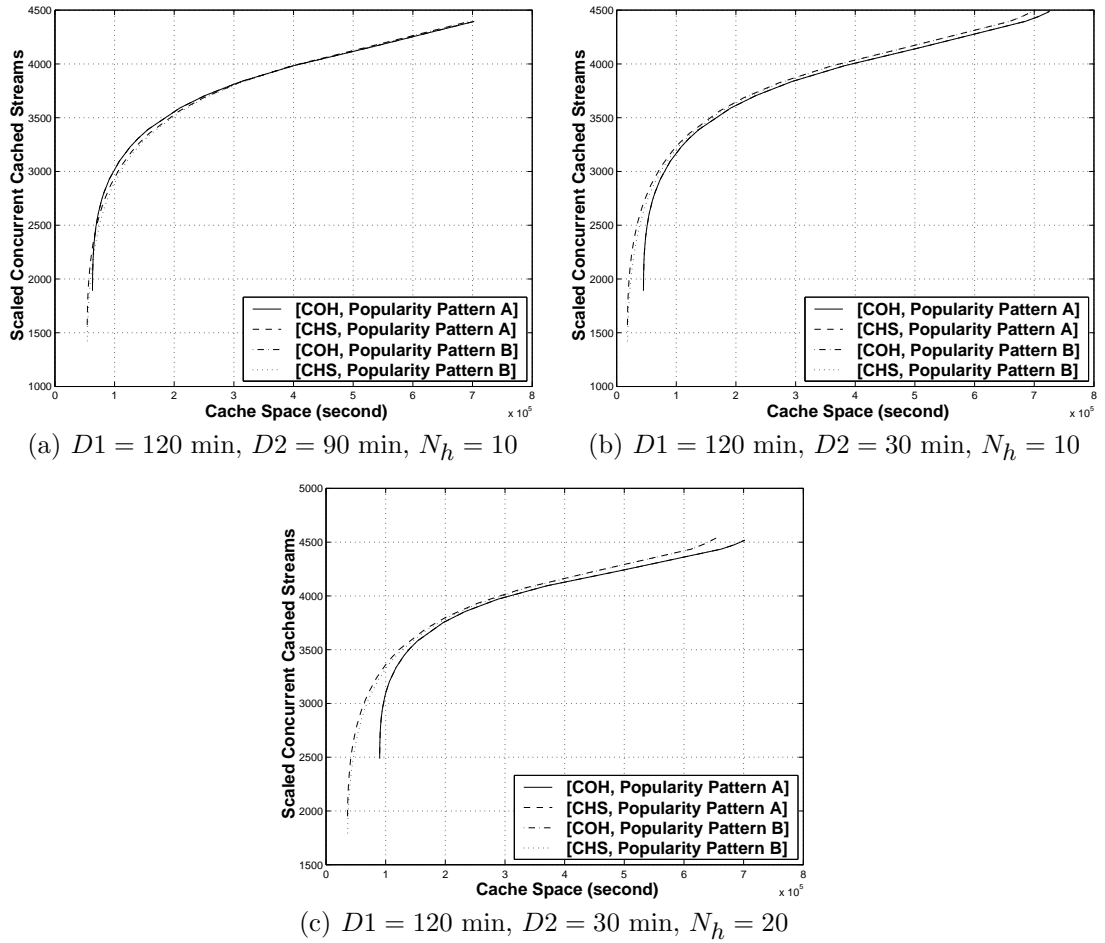 4500
4000
3500
3000
2500
2000
1500
1000
Scaled Concurrent Cached Streams
[COH, Popularity Pattern A]
[CHS, Popularity Pattern A]
[COH, Popularity Pattern B]
[CHS, Popularity Pattern B]
0 1 2 3 4 5 6 7 8
Cache Space (second)
x 10^5
(a) D1 = 120 min, D2 = 90 min, N_h = 10
4500
4000
3500
3000
2500
2000
1500
1000
Scaled Concurrent Cached Streams
[COH, Popularity Pattern A]
[CHS, Popularity Pattern A]
[COH, Popularity Pattern B]
[CHS, Popularity Pattern B]
0 1 2 3 4 5 6 7 8
Cache Space (second)
x 10^5
(b) D1 = 120 min, D2 = 30 min, N_h = 10
5000
4500
4000
3500
3000
2500
2000
1500
Scaled Concurrent Cached Streams
[COH, Popularity Pattern A]
[CHS, Popularity Pattern A]
[COH, Popularity Pattern B]
[CHS, Popularity Pattern B]
0 1 2 3 4 5 6 7 8
Cache Space (second)
x 10^5
(c) D1 = 120 min, D2 = 30 min, N_h = 20